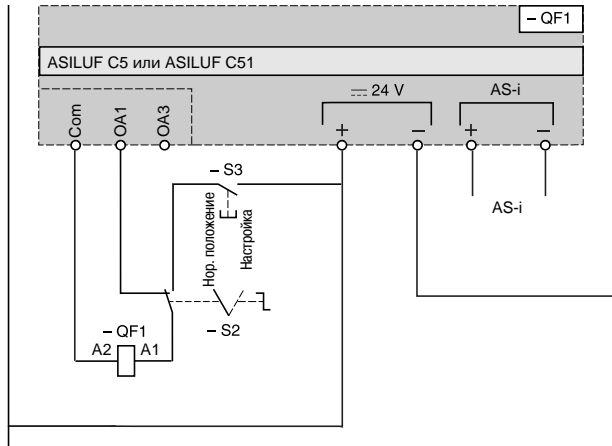 – QF1
ASILUF C5 или ASILUF C51
24 V
AS-i
Com
OA1
OA3
+
–
+
–
– S3
AS-i
Нор. положение
Настройка
– QF1
– S2
A2
A1